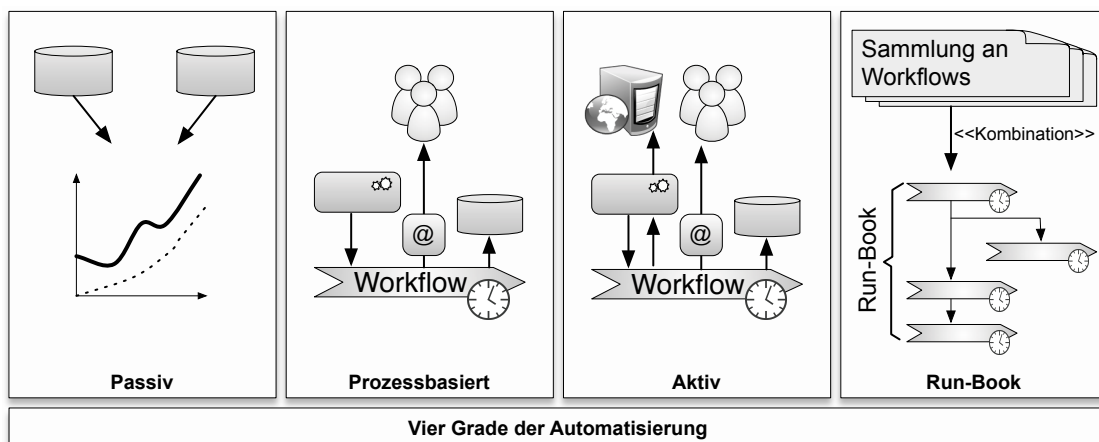 @
Workflow
Passiv
Prozessbasiert
@
Workflow
Aktiv
Sammlung an
Workflows
<<Kombination>>
Run-Book
Run-Book
Vier Grade der Automatisierung